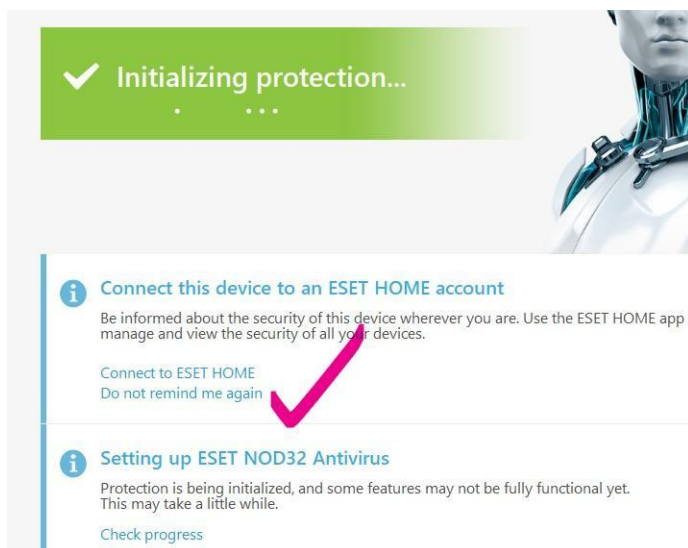 Initializing protection...
Connect this device to an ESET HOME account
Be informed about the security of this device wherever you are. Use the ESET HOME app
manage and view the security of all your devices.
Connect to ESET HOME
Do not remind me again
Setting up ESET NOD32 Antivirus
Protection is being initialized, and some features may not be fully functional yet.
This may take a little while.
Check progress